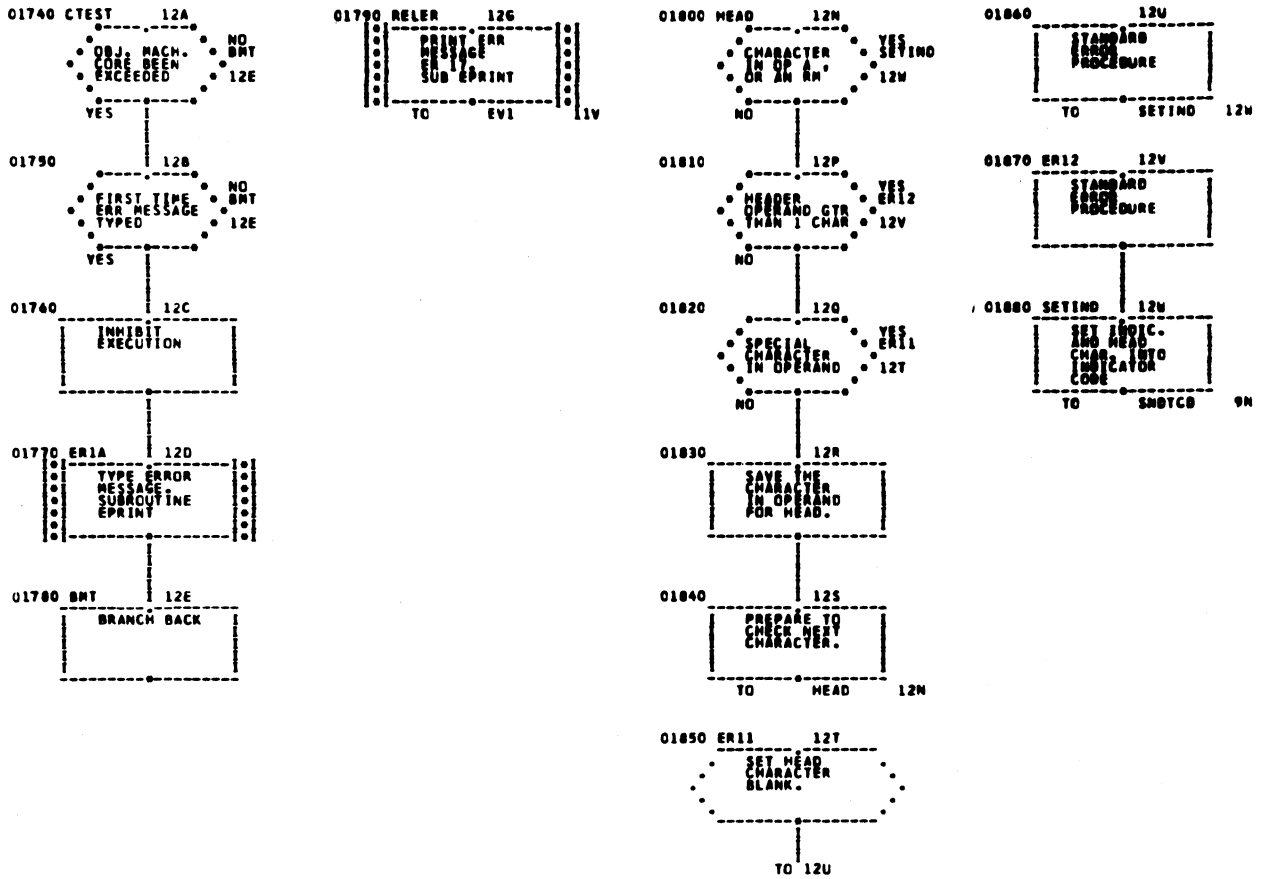 01740 CTEST 12A
OBJ. MACH.
CORE BEEN
EXCEEDED
NO
BMT
12E
YES
01750 12B
FIRST TIME
ERR MESSAGE
TYPED
NO
BMT
12E
YES
01760 12C
INHIBIT
EXECUTION
01770 ER1A 12D
TYPE ERROR
MESSAGE.
SUBROUTINE
EPRINT
01780 BMT 12E
BRANCH BACK
01790 RELER 12G
PRINT ERR
MESSAGE
ER 17,
SUB EPRINT
TO EV1 11V
01800 HEAD 12N
CHARACTER
IN OP A,
OR AN RM
YES
SETIND
12W
NO
01810 12P
HEADER
OPERAND GTR
THAN 1 CHAR
YES
ER12
12V
NO
01820 12Q
SPECIAL
CHARACTER
IN OPERAND
YES
ER11
12T
NO
01830 12R
SAVE THE
CHARACTER
IN OPERAND
FOR HEAD.
01840 12S
PREPARE TO
CHECK NEXT
CHARACTER.
TO HEAD 12N
01850 ER11 12T
SET HEAD
CHARACTER
BLANK.
TO 12U
01860 12U
STANDARD
ERROR
PROCEDURE
TO SETIND 12W
01870 ER12 12V
STANDARD
ERROR
PROCEDURE
01880 SETIND 12W
SET INDIC.
AND HEAD
CHAR. INTO
INDICATOR
CODE
TO SNDTCD 9N